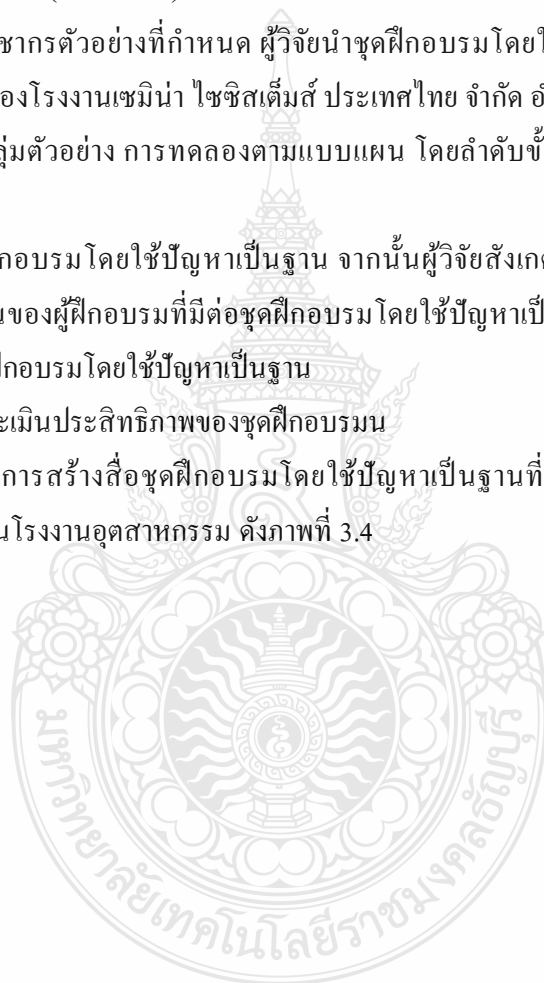 ชากรตัวอย่างที่กำหนด ผู้วิจัยนำชุดฝึกอบรมโดยใ
องโรงงานเซมิน่า ไซซิสเต็มส์ ประเทศไทย จำกัด อั
ลุ่มตัวอย่าง การทดลองตามแบบแผน โดยลำดับขั้
กอบรมโดยใช้ปัญหาเป็นฐาน จากนั้นผู้วิจัยสังเกต
นของผู้ฝึกอบรมที่มีต่อชุดฝึกอบรมโดยใช้ปัญหาเป็
ฝึกอบรมโดยใช้ปัญหาเป็นฐาน
ะเมินประสิทธิภาพของชุดฝึกอบรมน
การสร้างสื่อชุดฝึกอบรมโดยใช้ปัญหาเป็นฐานที่
นโรงงานอุตสาหกรรม ดังภาพที่ 3.4
มหาวิทยาลัยเทคโนโลยีราชมงคลธัญบุรี